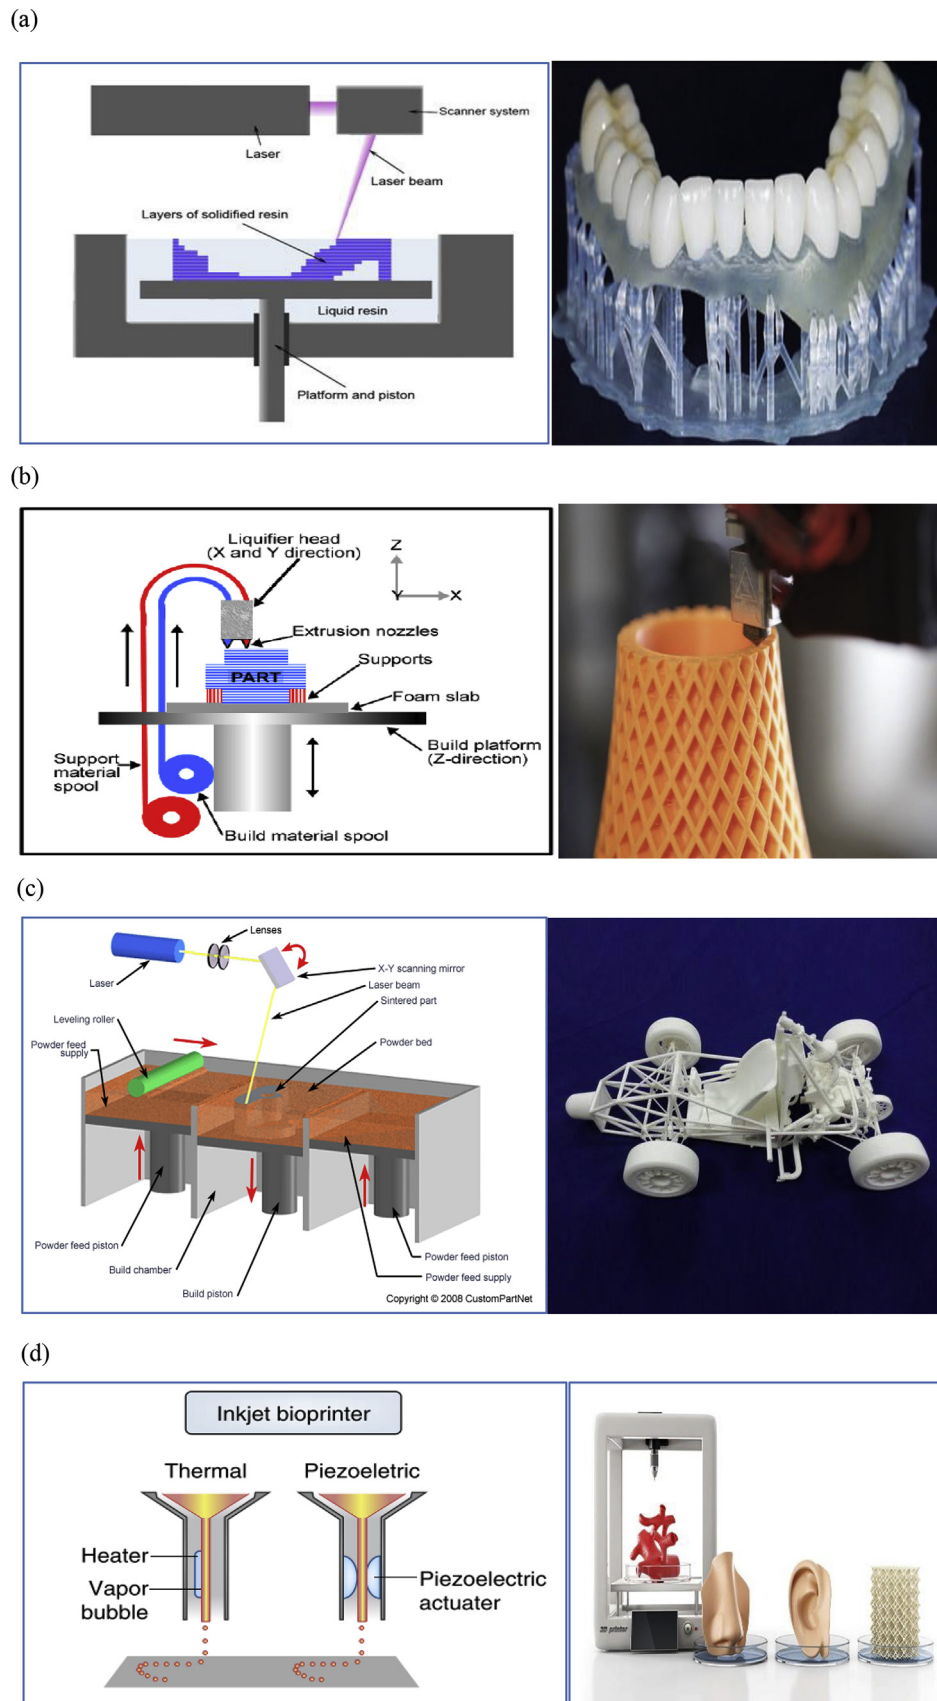 (a)
Scanner system
Laser
Laser beam
Layers of solidified resin
Liquid resin
Platform and piston
(b)
Liquifier head
(X and Y direction)
Z
Y
X
Extrusion nozzles
Supports
PART
Foam slab
Build platform
(Z-direction)
Support
material
spool
Build material spool
A
(c)
Lenses
X-Y scanning mirror
Laser
Laser beam
Sintered part
Leveling roller
Powder feed
supply
Powder bed
Powder feed piston
Powder feed piston
Build chamber
Powder feed supply
Build piston
Copyright © 2008 CustomPartNet
(d)
Inkjet bioprinter
Thermal
Piezoeletric
Heater
Vapor
bubble
Piezoelectric
actuater
3D printer